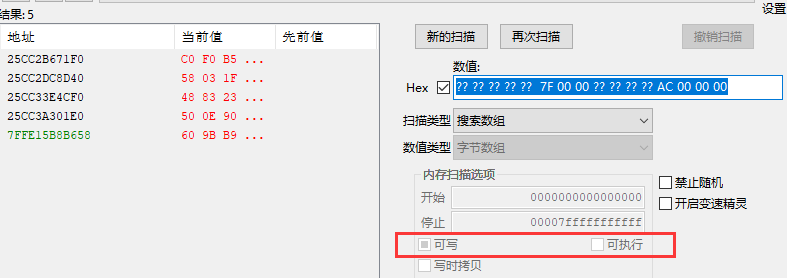 结果:5
设置
地址 当前值 先前值
25CC2B671F0 C0 F0 B5 ...
25CC2DC8D40 58 03 1F ...
25CC33E4CF0 48 83 23 ...
25CC3A301E0 50 0E 90 ...
7FFE15B8B658 60 9B B9 ...
新的扫描 再次扫描 撤销扫描
数值:
Hex ?? ?? ?? ?? ?? 7F 00 00 ?? ?? ?? ?? AC 00 00 00
扫描类型 搜索数组
数值类型 字节数组
内存扫描选项
开始 0000000000000000
停止 00007fffffffffff
可写 可执行
写时拷贝
禁止随机
开启变速精灵